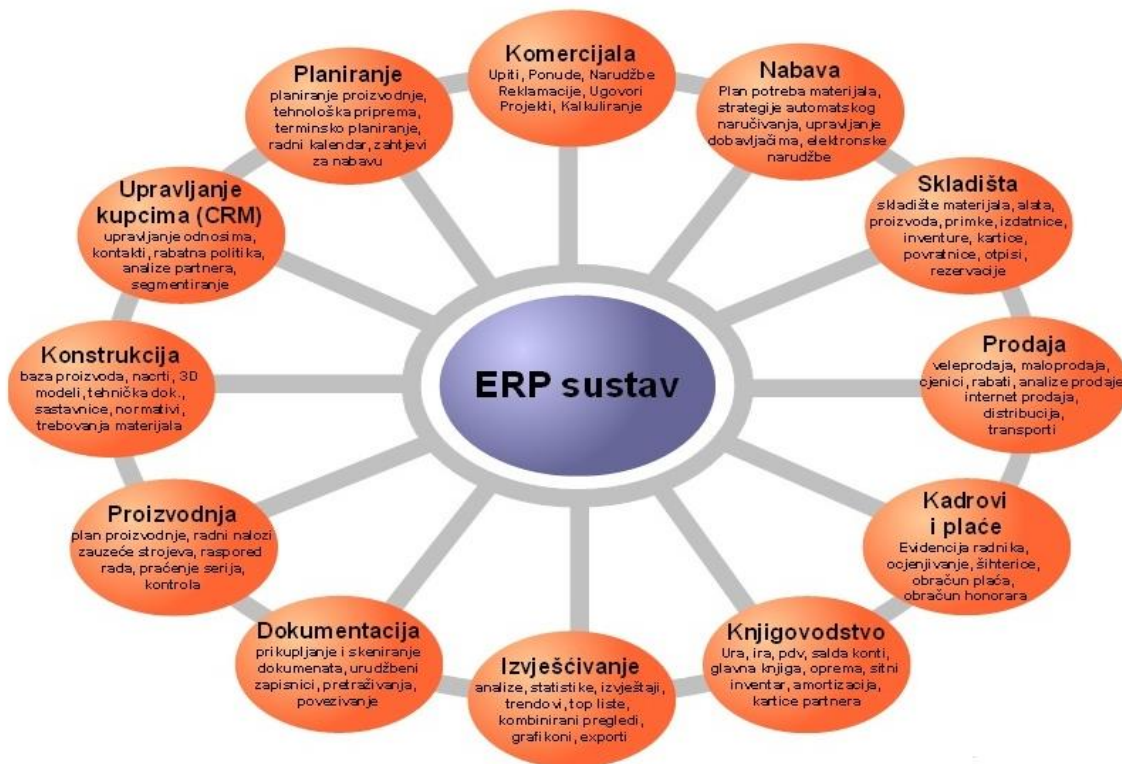 Komercijala
Upiti, Ponude, Narudžbe
Reklamacije, Ugovori
Projekti, Kalkuliranje
Nabava
Plan potreba materijala,
strategije automatskog
naručivanja, upravljanje
dobavljačima, elektronske
narudžbe
Skladišta
skladište materijala, alata,
proizvoda, primke, izdatnice,
inventure, kartice,
povratnice, otpisi,
rezervacije
Prodaja
veleprodaja, maloprodaja,
cjenici, rabati, analize prodaje
internet prodaja,
distribucija,
transporti
Kadrovi
i plaće
Evidencija radnika,
ocjenjivanje, šihterice,
obračun plaća,
obračun honorara
Knjigovodstvo
Ura, ira, pdv, salda konti,
glavna knjiga, oprema, sitni
inventar, amortizacija,
kartice partnera
Izvješćivanje
analize, statistike, izvještaji,
trendovi, top liste,
kombinirani pregledi,
grafikoni, exporti
Dokumentacija
prikupljanje i skeniranje
dokumenata, urudžbeni
zapisnici, pretraživanja,
povezivanje
Proizvodnja
plan proizvodnje, radni nalozi
zauzeće strojeva, raspored
rada, praćenje serija,
kontrola
Konstrukcija
baza proizvoda, nacrti, 3D
modeli, tehnička dok.,
sastavnice, normativi,
trebovanja materijala
Upravljanje
kupcima (CRM)
upravljanje odnosima,
kontakti, rabatna politika,
analize partnera,
segmentiranje
Planiranje
planiranje proizvodnje,
tehnološka priprema,
terminsko planiranje,
radni kalendar, zahtjevi
za nabavu
ERP sustav